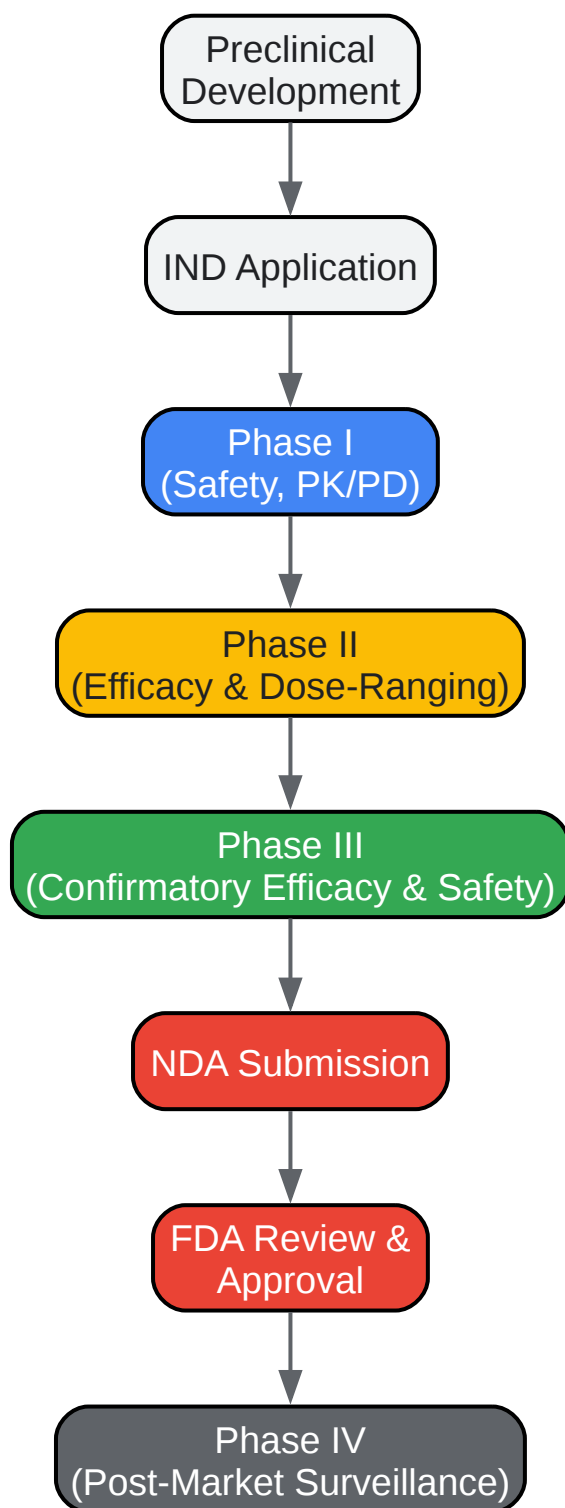 Preclinical
Development
IND Application
Phase I
(Safety, PK/PD)
Phase II
(Efficacy & Dose-Ranging)
Phase III
(Confirmatory Efficacy & Safety)
NDA Submission
FDA Review &
Approval
Phase IV
(Post-Market Surveillance)